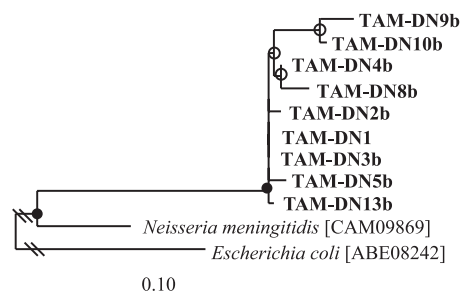 TAM-DN9b
TAM-DN10b
TAM-DN4b
TAM-DN8b
TAM-DN2b
TAM-DN1
TAM-DN3b
TAM-DN5b
TAM-DN13b
Neisseria meningitidis [CAM09869]
Escherichia coli [ABE08242]
0.10